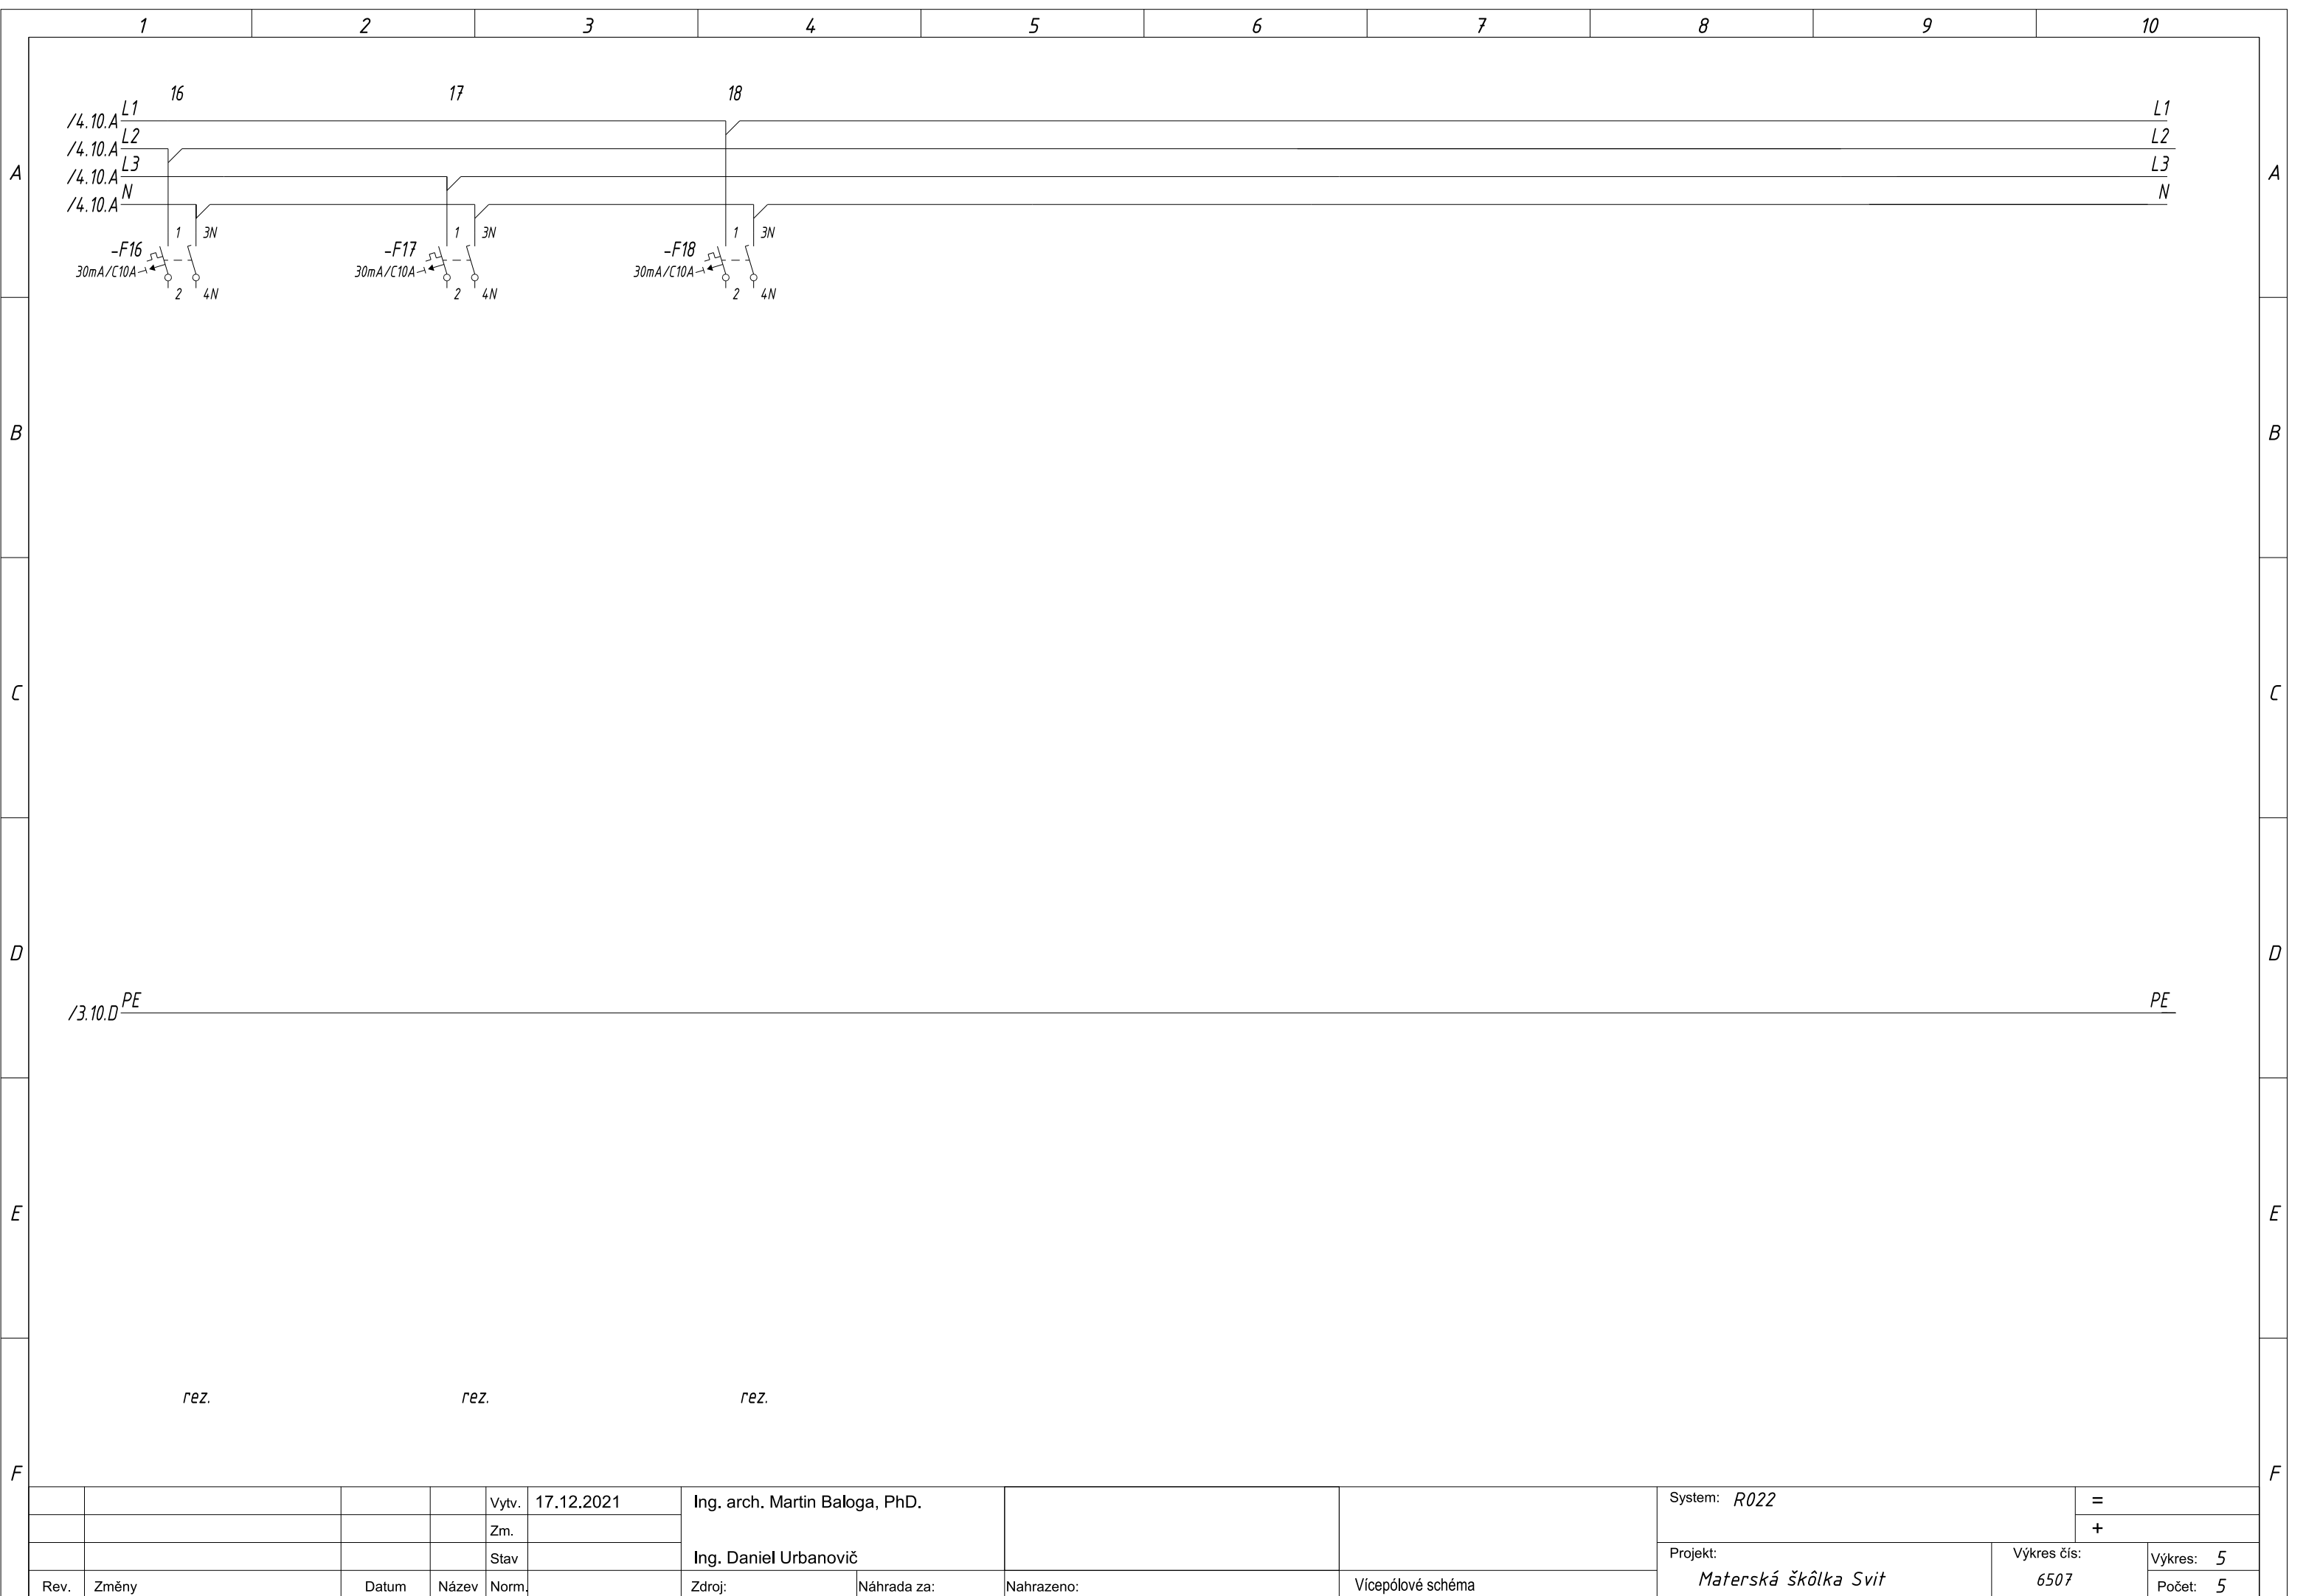 1 2 3 4 5 6 7 8 9 10
16 17 18
/4.10.A L1 L1
/4.10.A L2 L2
/4.10.A L3 L3
/4.10.A N N
A A
1 3N 1 3N 1 3N
-F16 -F17 -F18
30mA/C10A 30mA/C10A 30mA/C10A
2 4N 2 4N 2 4N
B B
C C
D D
/3.10.D PE PE
E E
rez. rez. rez.
F F
Vytv. 17.12.2021 Ing. arch. Martin Baloga, PhD. System: R022 =
Zm. +
Stav Ing. Daniel Urbanovič Projekt: Výkres čís: Výkres: 5
Rev. Změny Datum Název Norm. Zdroj: Náhrada za: Nahrazeno: Vícepólové schéma Materská škôlka Svit 6507 Počet: 5